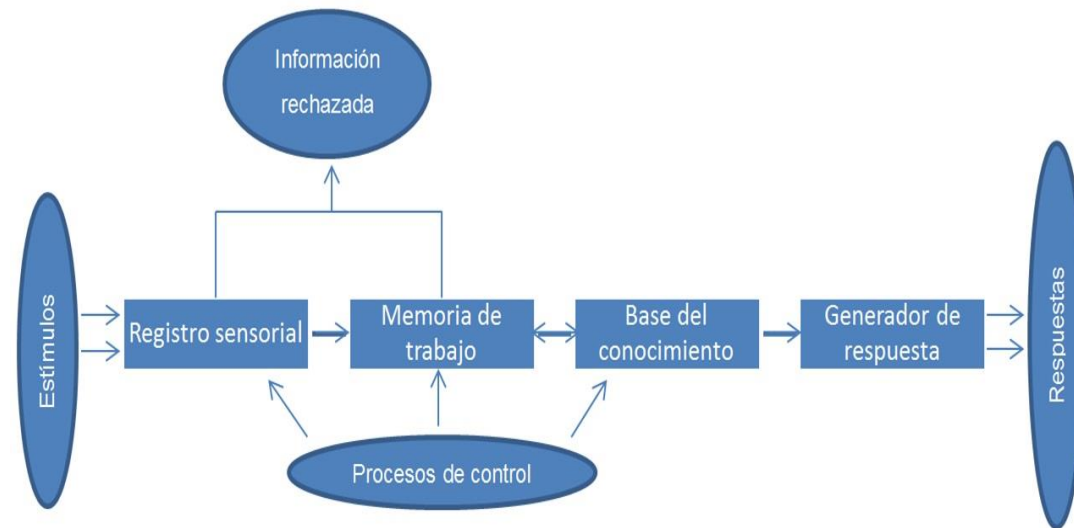 Información
rechazada
Estímulos
Registro sensorial
Memoria de
trabajo
Base del
conocimiento
Generador de
respuesta
Respuestas
Procesos de control